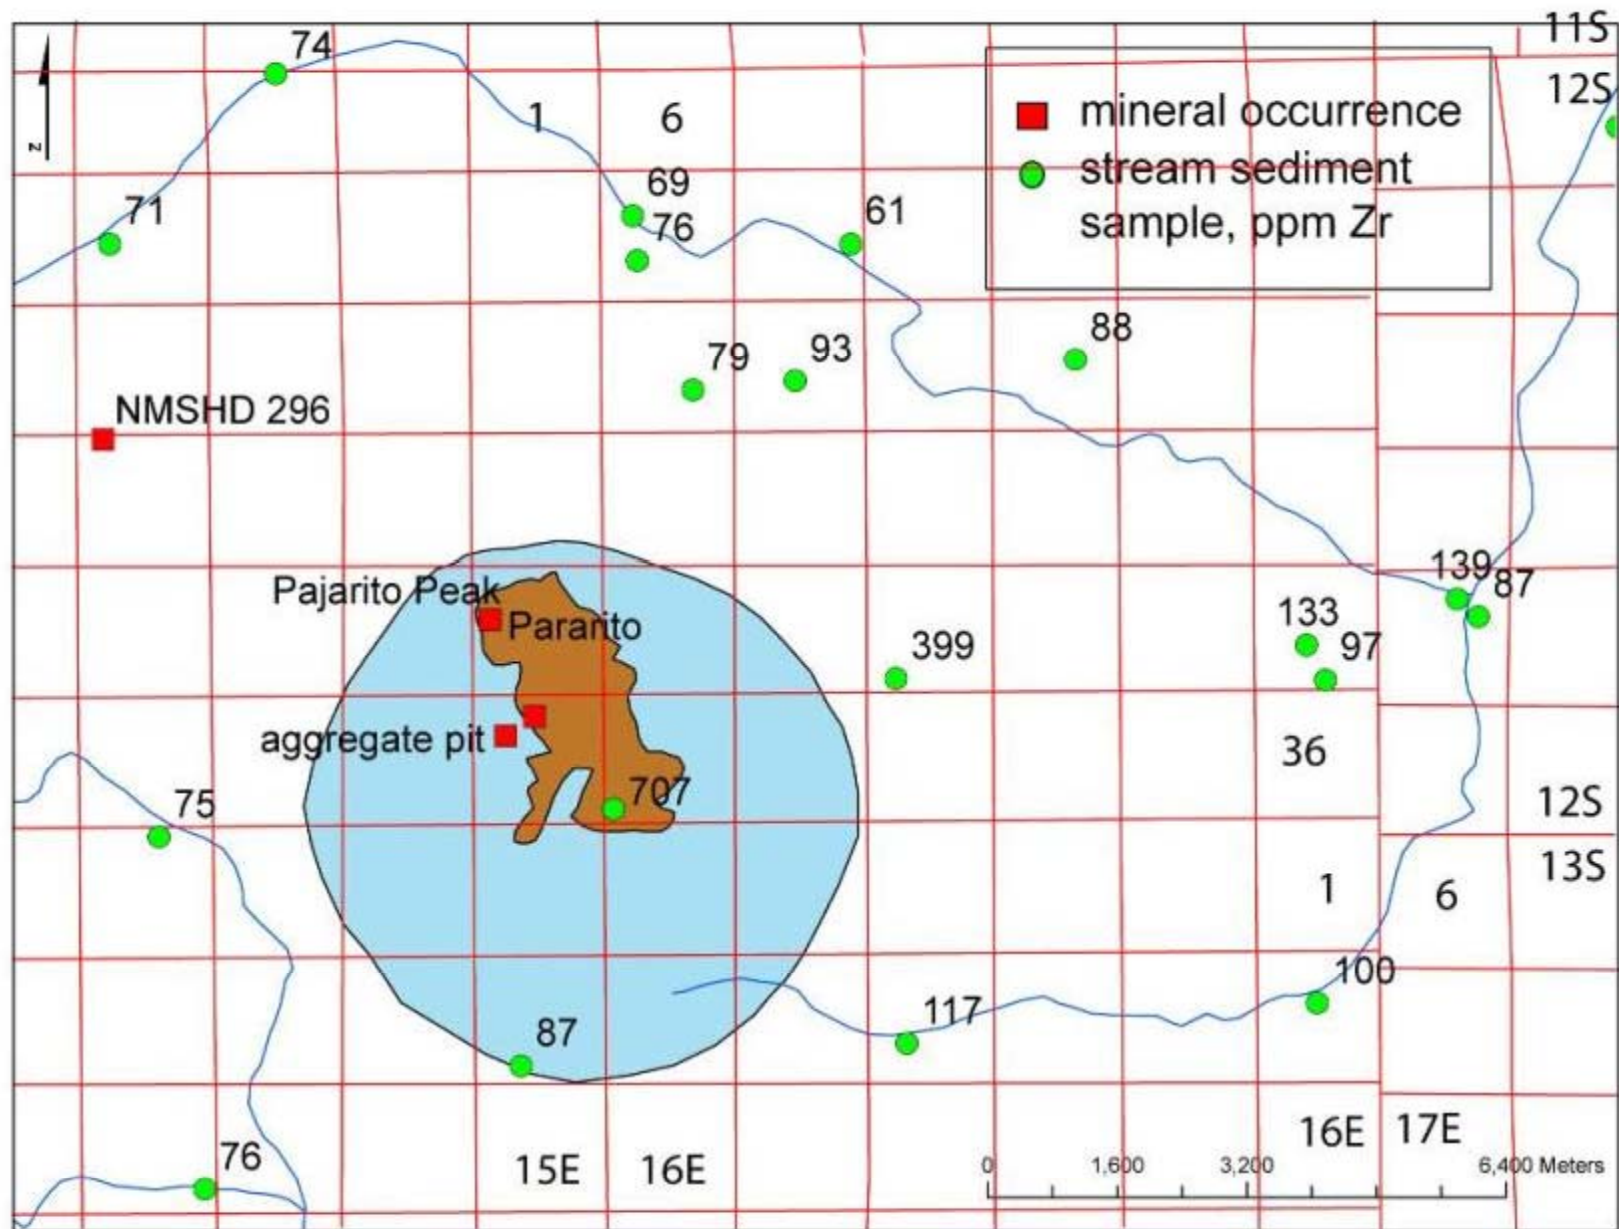 11S
74
12S
1
6
mineral occurrence
z
69
stream sediment
71
76
61
sample, ppm Zr
88
79
93
NMSHD 296
139
87
Pajarito Peak
133
Pararito
399
97
aggregate pit
36
707
12S
75
13S
1
6
100
117
87
16E
17E
76
15E
16E
0
1,600
3,200
6,400 Meters